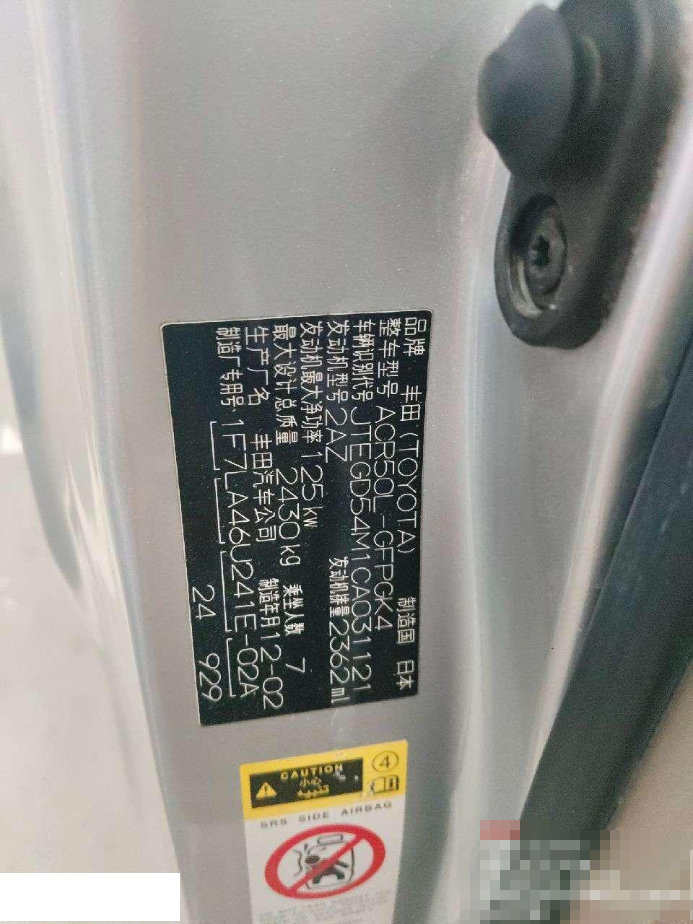 品牌 丰田(TOYOTA) 制造国 日本
整车型号 ACR50L-GFPGK4
车辆识别代号 JTEGD54M1CA031121
发动机型号 2AZ 发动机排量 2362ml
发动机最大净功率 125kw
最大设计总质量 2430kg 乘坐人数 7
生产厂名 丰田汽车公司 制造年月 12-02
制造厂专用号 1F7LA46U241E-02A
24 929
CAUTION ④
小心
SRS SIDE AIRBAG